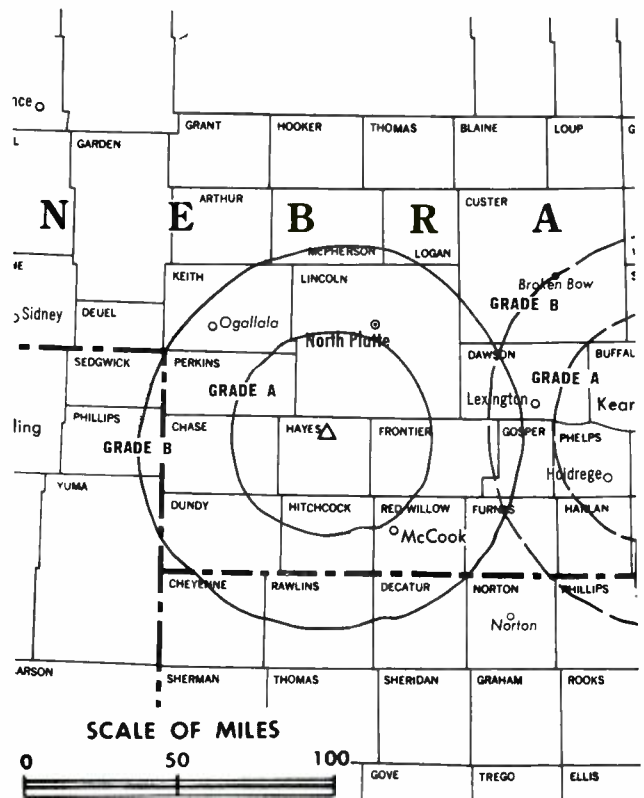 nce
GRANT HOOKER THOMAS BLAINE LOUP G
L GARDEN
ARTHUR CUSTER
N E B R A
McPHERSON LOGAN
NE KEITH LINCOLN Broken Bow S
GRADE B
Sidney DEUEL Ogallala North Platte
SEDGWICK PERKINS DAWSON BUFFAL
GRADE A GRADE A
Lexington Kear
PHILLIPS CHASE HAYES FRONTIER GOSPER PHELPS
ling GRADE B
Holdrege
YUMA DUNDY HITCHCOCK RED WILLOW FURNAS HARLAN
McCook
CHEYENNE RAWLINS DECATUR NORTON PHILLIPS
Norton
ARSON SHERMAN THOMAS SHERIDAN GRAHAM ROOKS
SCALE OF MILES
0 50 100
GOVE TREGO ELLIS